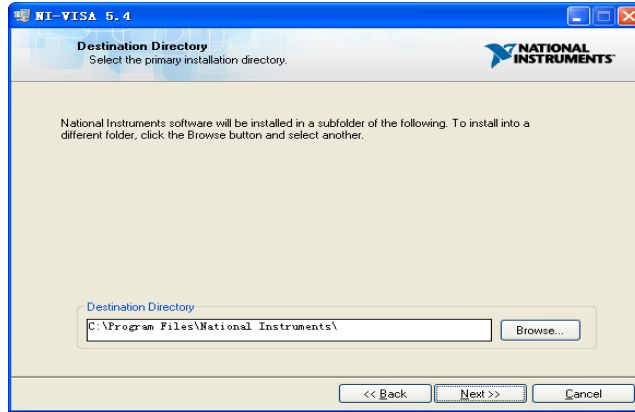 NI-VISA 5.4
Destination Directory
Select the primary installation directory.
NATIONAL
INSTRUMENTS
National Instruments software will be installed in a subfolder of the following. To install into a
different folder, click the Browse button and select another.
Destination Directory
C:\Program Files\National Instruments\
Browse...
<< Back
Next >>
Cancel